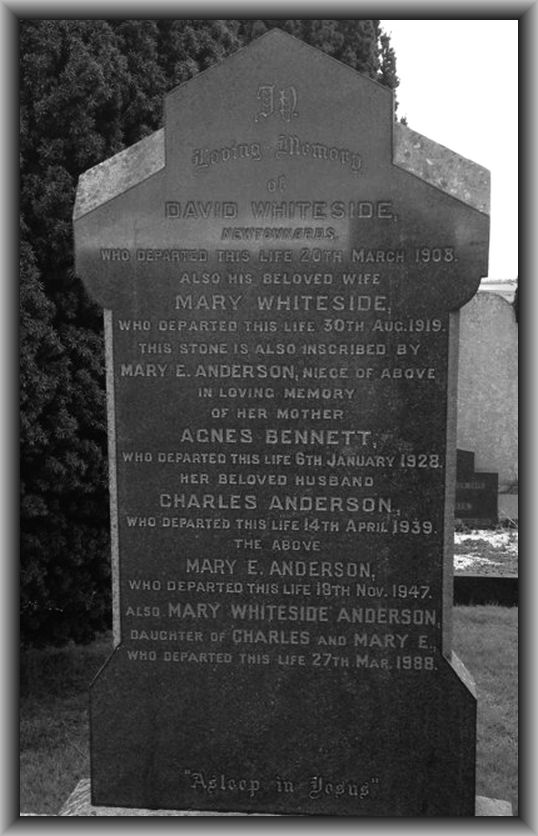 In
Loving Memory
of
DAVID WHITESIDE,
NEWTOWNARDS.
WHO DEPARTED THIS LIFE 20TH MARCH 1908.
ALSO HIS BELOVED WIFE
MARY WHITESIDE,
WHO DEPARTED THIS LIFE 30TH AUG. 1919.
THIS STONE IS ALSO INSCRIBED BY
MARY E. ANDERSON, NIECE OF ABOVE
IN LOVING MEMORY
OF HER MOTHER
AGNES BENNETT,
WHO DEPARTED THIS LIFE 6TH JANUARY 1928.
HER BELOVED HUSBAND
CHARLES ANDERSON,
WHO DEPARTED THIS LIFE 14TH APRIL 1939.
THE ABOVE
MARY E. ANDERSON,
WHO DEPARTED THIS LIFE 18TH NOV. 1947.
ALSO MARY WHITESIDE ANDERSON,
DAUGHTER OF CHARLES AND MARY E.,
WHO DEPARTED THIS LIFE 27TH MAR. 1988.
"Asleep in Jesus"